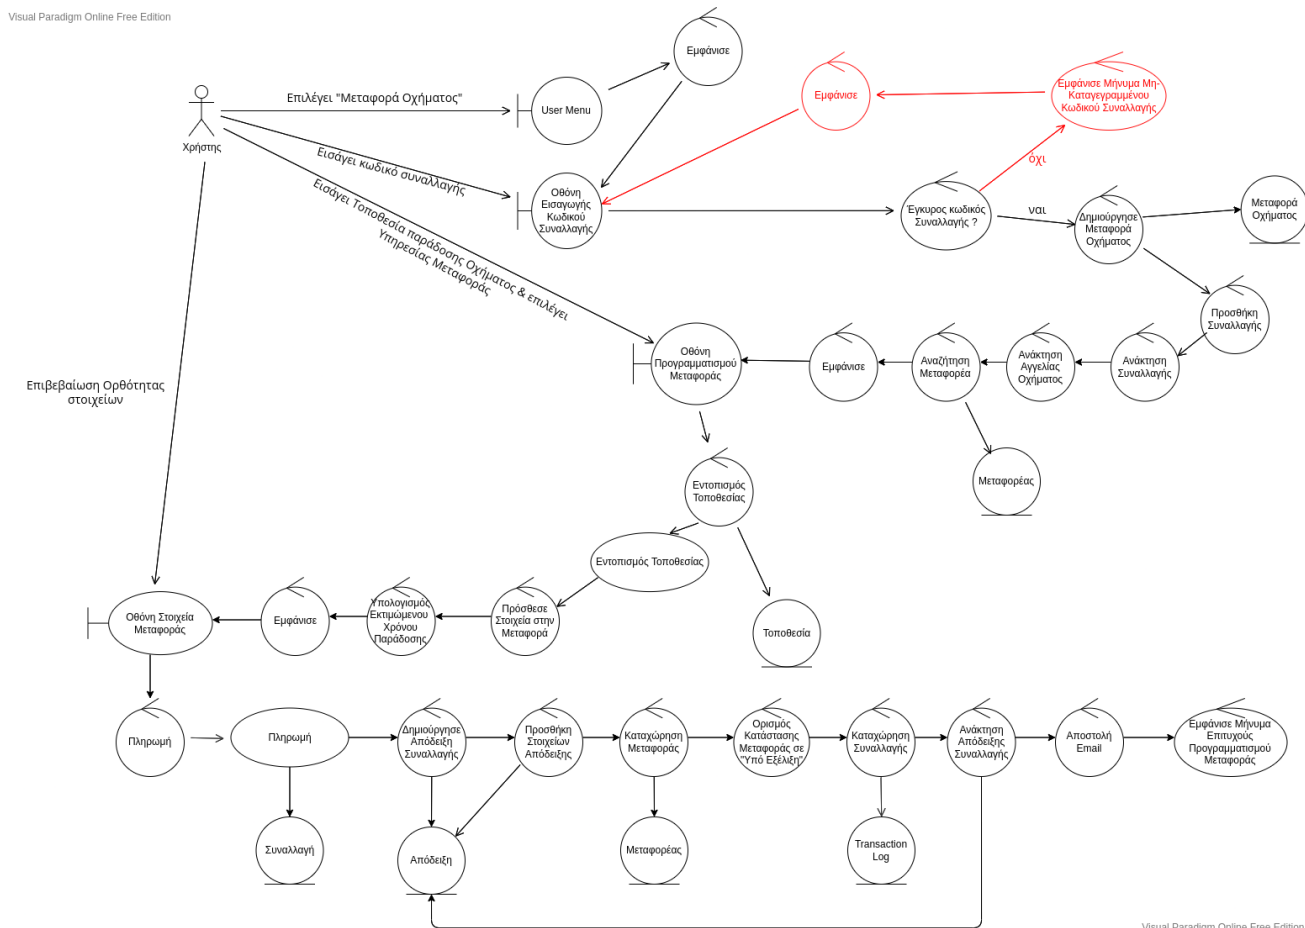 Visual Paradigm Online Free Edition
Εμφάνισε
Επιλέγει "Μεταφορά Οχήματος"
User Menu
Εμφάνισε
Εμφάνισε Μήνυμα Μη-
Καταγεγραμμένου
Κωδικού Συναλλαγής
Χρήστης
όχι
Εισάγει κωδικό συναλλαγής
Οθόνη
Εισαγωγής
Κωδικού
Συναλλαγής
Έγκυρος κωδικός
Συναλλαγής ?
ναι
Δημιούργησε
Μεταφορά
Οχήματος
Μεταφορά
Οχήματος
Εισάγει Τοποθεσία παράδοσης Οχήματος & επιλέγει
Υπηρεσίας Μεταφοράς
Προσθήκη
Συναλλαγής
Οθόνη
Προγραμματισμού
Μεταφοράς
Εμφάνισε
Αναζήτηση
Μεταφορέα
Ανάκτηση
Αγγελίας
Οχήματος
Ανάκτηση
Συναλλαγής
Επιβεβαίωση Ορθότητας
στοιχείων
Μεταφορέας
Εντοπισμός
Τοποθεσίας
Εντοπισμός Τοποθεσίας
Οθόνη Στοιχεία
Μεταφοράς
Εμφάνισε
Υπολογισμός
Εκτιμώμενου
Χρόνου
Παράδοσης
Πρόσθεσε
Στοιχεία στην
Μεταφορά
Τοποθεσία
Πληρωμή
Πληρωμή
Δημιούργησε
Απόδειξη
Συναλλαγής
Προσθήκη
Στοιχείων
Απόδειξης
Καταχώρηση
Μεταφοράς
Ορισμός
Κατάστασης
Μεταφοράς σε
"Υπό Εξέλιξη"
Καταχώρηση
Συναλλαγής
Ανάκτηση
Απόδειξης
Συναλλαγής
Αποστολή
Email
Εμφάνισε Μήνυμα
Επιτυχούς
Προγραμματισμού
Μεταφοράς
Συναλλαγή
Απόδειξη
Μεταφορέας
Transaction
Log
Visual Paradigm Online Free Edition